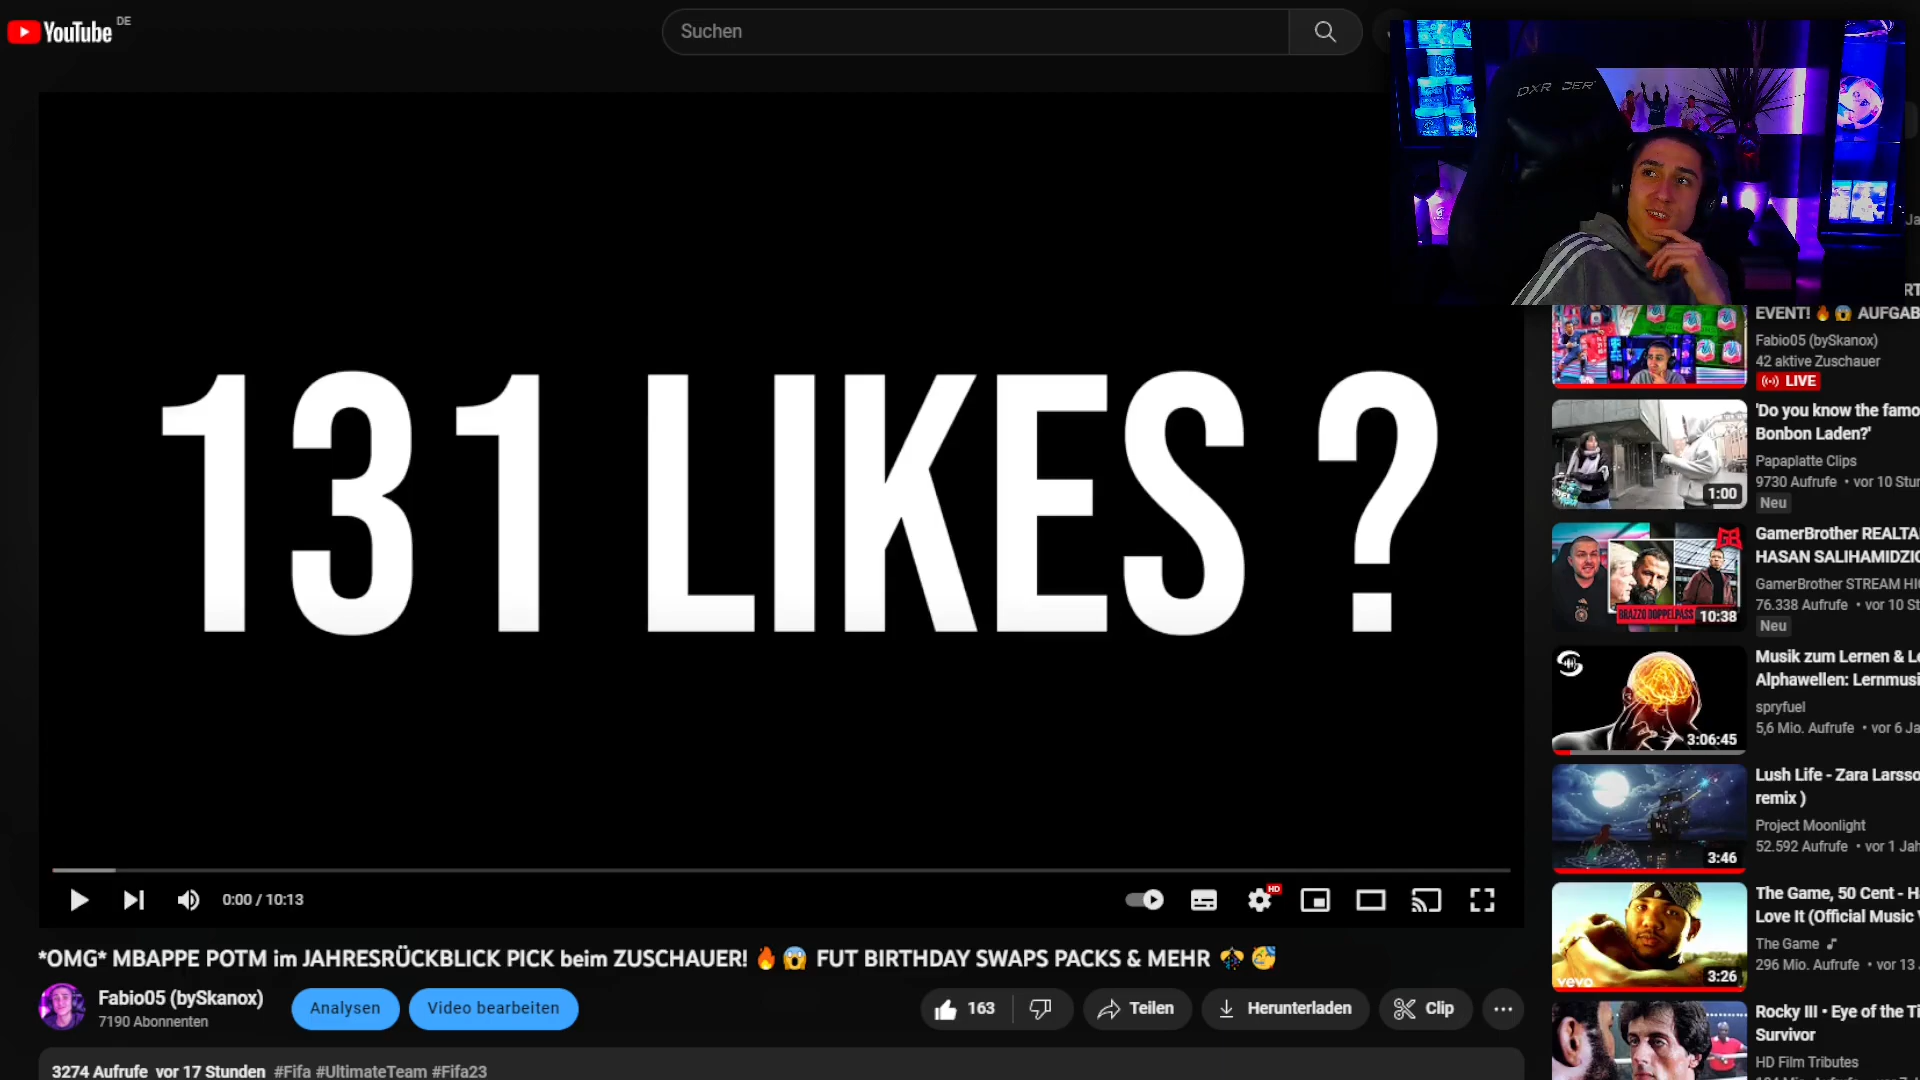 YouTube DE
Suchen
131 LIKES ?
0:00 / 10:13
HD
*OMG* MBAPPE POTM im JAHRESRÜCKBLICK PICK beim ZUSCHAUER! 🔥😱 FUT BIRTHDAY SWAPS PACKS & MEHR 🪅🥳
Fabio05 (bySkanox)
7190 Abonnenten
Analysen
Video bearbeiten
163
Teilen
Herunterladen
Clip
3274 Aufrufe vor 17 Stunden #Fifa #UltimateTeam #Fifa23
EVENT! 🔥😱 AUFGAB
Fabio05 (bySkanox)
42 aktive Zuschauer
LIVE
'Do you know the famo
Bonbon Laden?'
Papaplatte Clips
9730 Aufrufe • vor 10 Stun
Neu
1:00
GamerBrother REALTA
HASAN SALIHAMIDZIC
GamerBrother STREAM HI
76.338 Aufrufe • vor 10 St
Neu
BRAZZO DOPPELPASS
10:38
Musik zum Lernen & Le
Alphawellen: Lernmusi
spryfuel
5,6 Mio. Aufrufe • vor 6 Ja
3:06:45
Lush Life - Zara Larsso
remix )
Project Moonlight
52.592 Aufrufe • vor 1 Jah
3:46
The Game, 50 Cent - Ha
Love It (Official Music V
The Game
296 Mio. Aufrufe • vor 13 J
vevo
3:26
Rocky III • Eye of the Ti
Survivor
HD Film Tributes